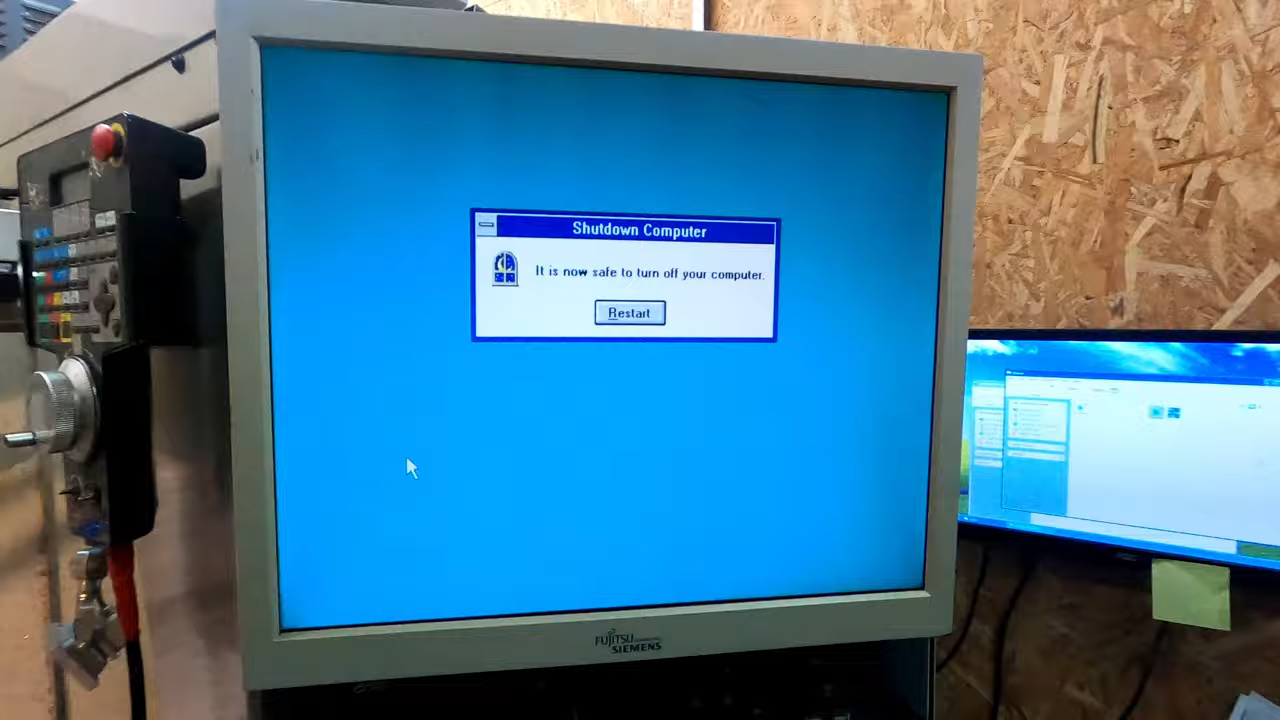 Shutdown Computer
It is now safe to turn off your computer.
Restart
FUJITSU
SIEMENS